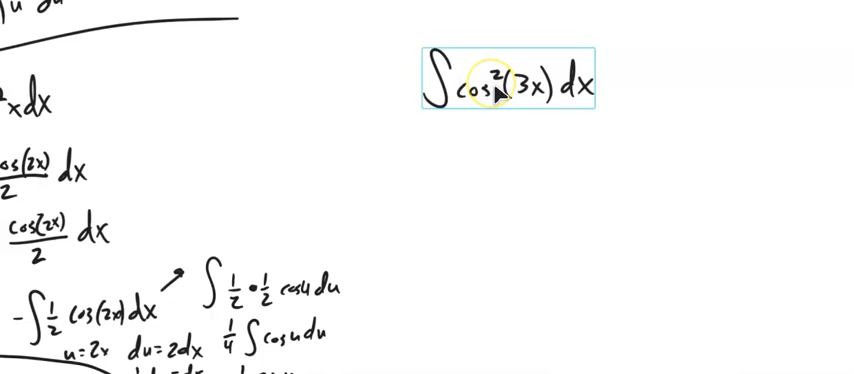 ∫ cos²(3x) dx
x dx
os(2x)/2 dx
cos(2x)/2 dx
-∫ 1/2 cos(2x) dx
u = 2x du = 2dx
∫ 1/2 · 1/2 cos u du
1/4 ∫ cos u du